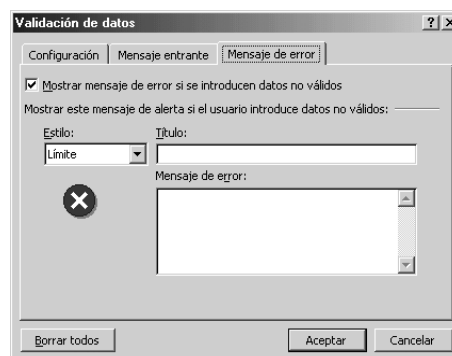 Validación de datos
Configuración Mensaje entrante Mensaje de error
Mostrar mensaje de error si se introducen datos no válidos
Mostrar este mensaje de alerta si el usuario introduce datos no válidos:
Estilo: Título:
Límite
Mensaje de error:
Borrar todos Aceptar Cancelar